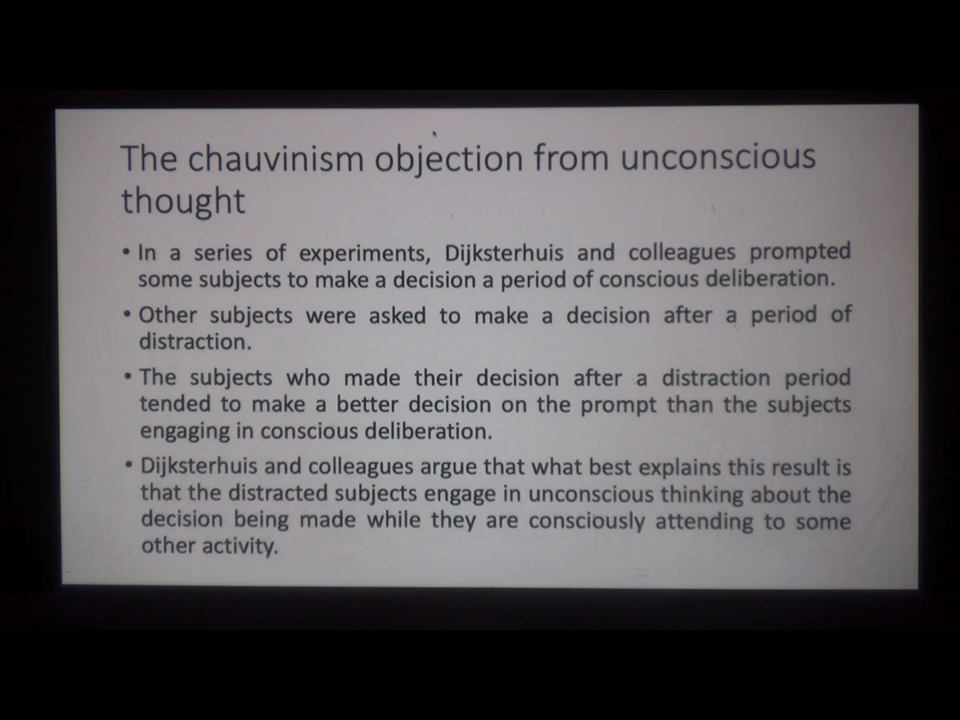 The chauvinism objection from unconscious
thought
• In a series of experiments, Dijksterhuis and colleagues prompted
some subjects to make a decision a period of conscious deliberation.
• Other subjects were asked to make a decision after a period of
distraction.
• The subjects who made their decision after a distraction period
tended to make a better decision on the prompt than the subjects
engaging in conscious deliberation.
• Dijksterhuis and colleagues argue that what best explains this result is
that the distracted subjects engage in unconscious thinking about the
decision being made while they are consciously attending to some
other activity.